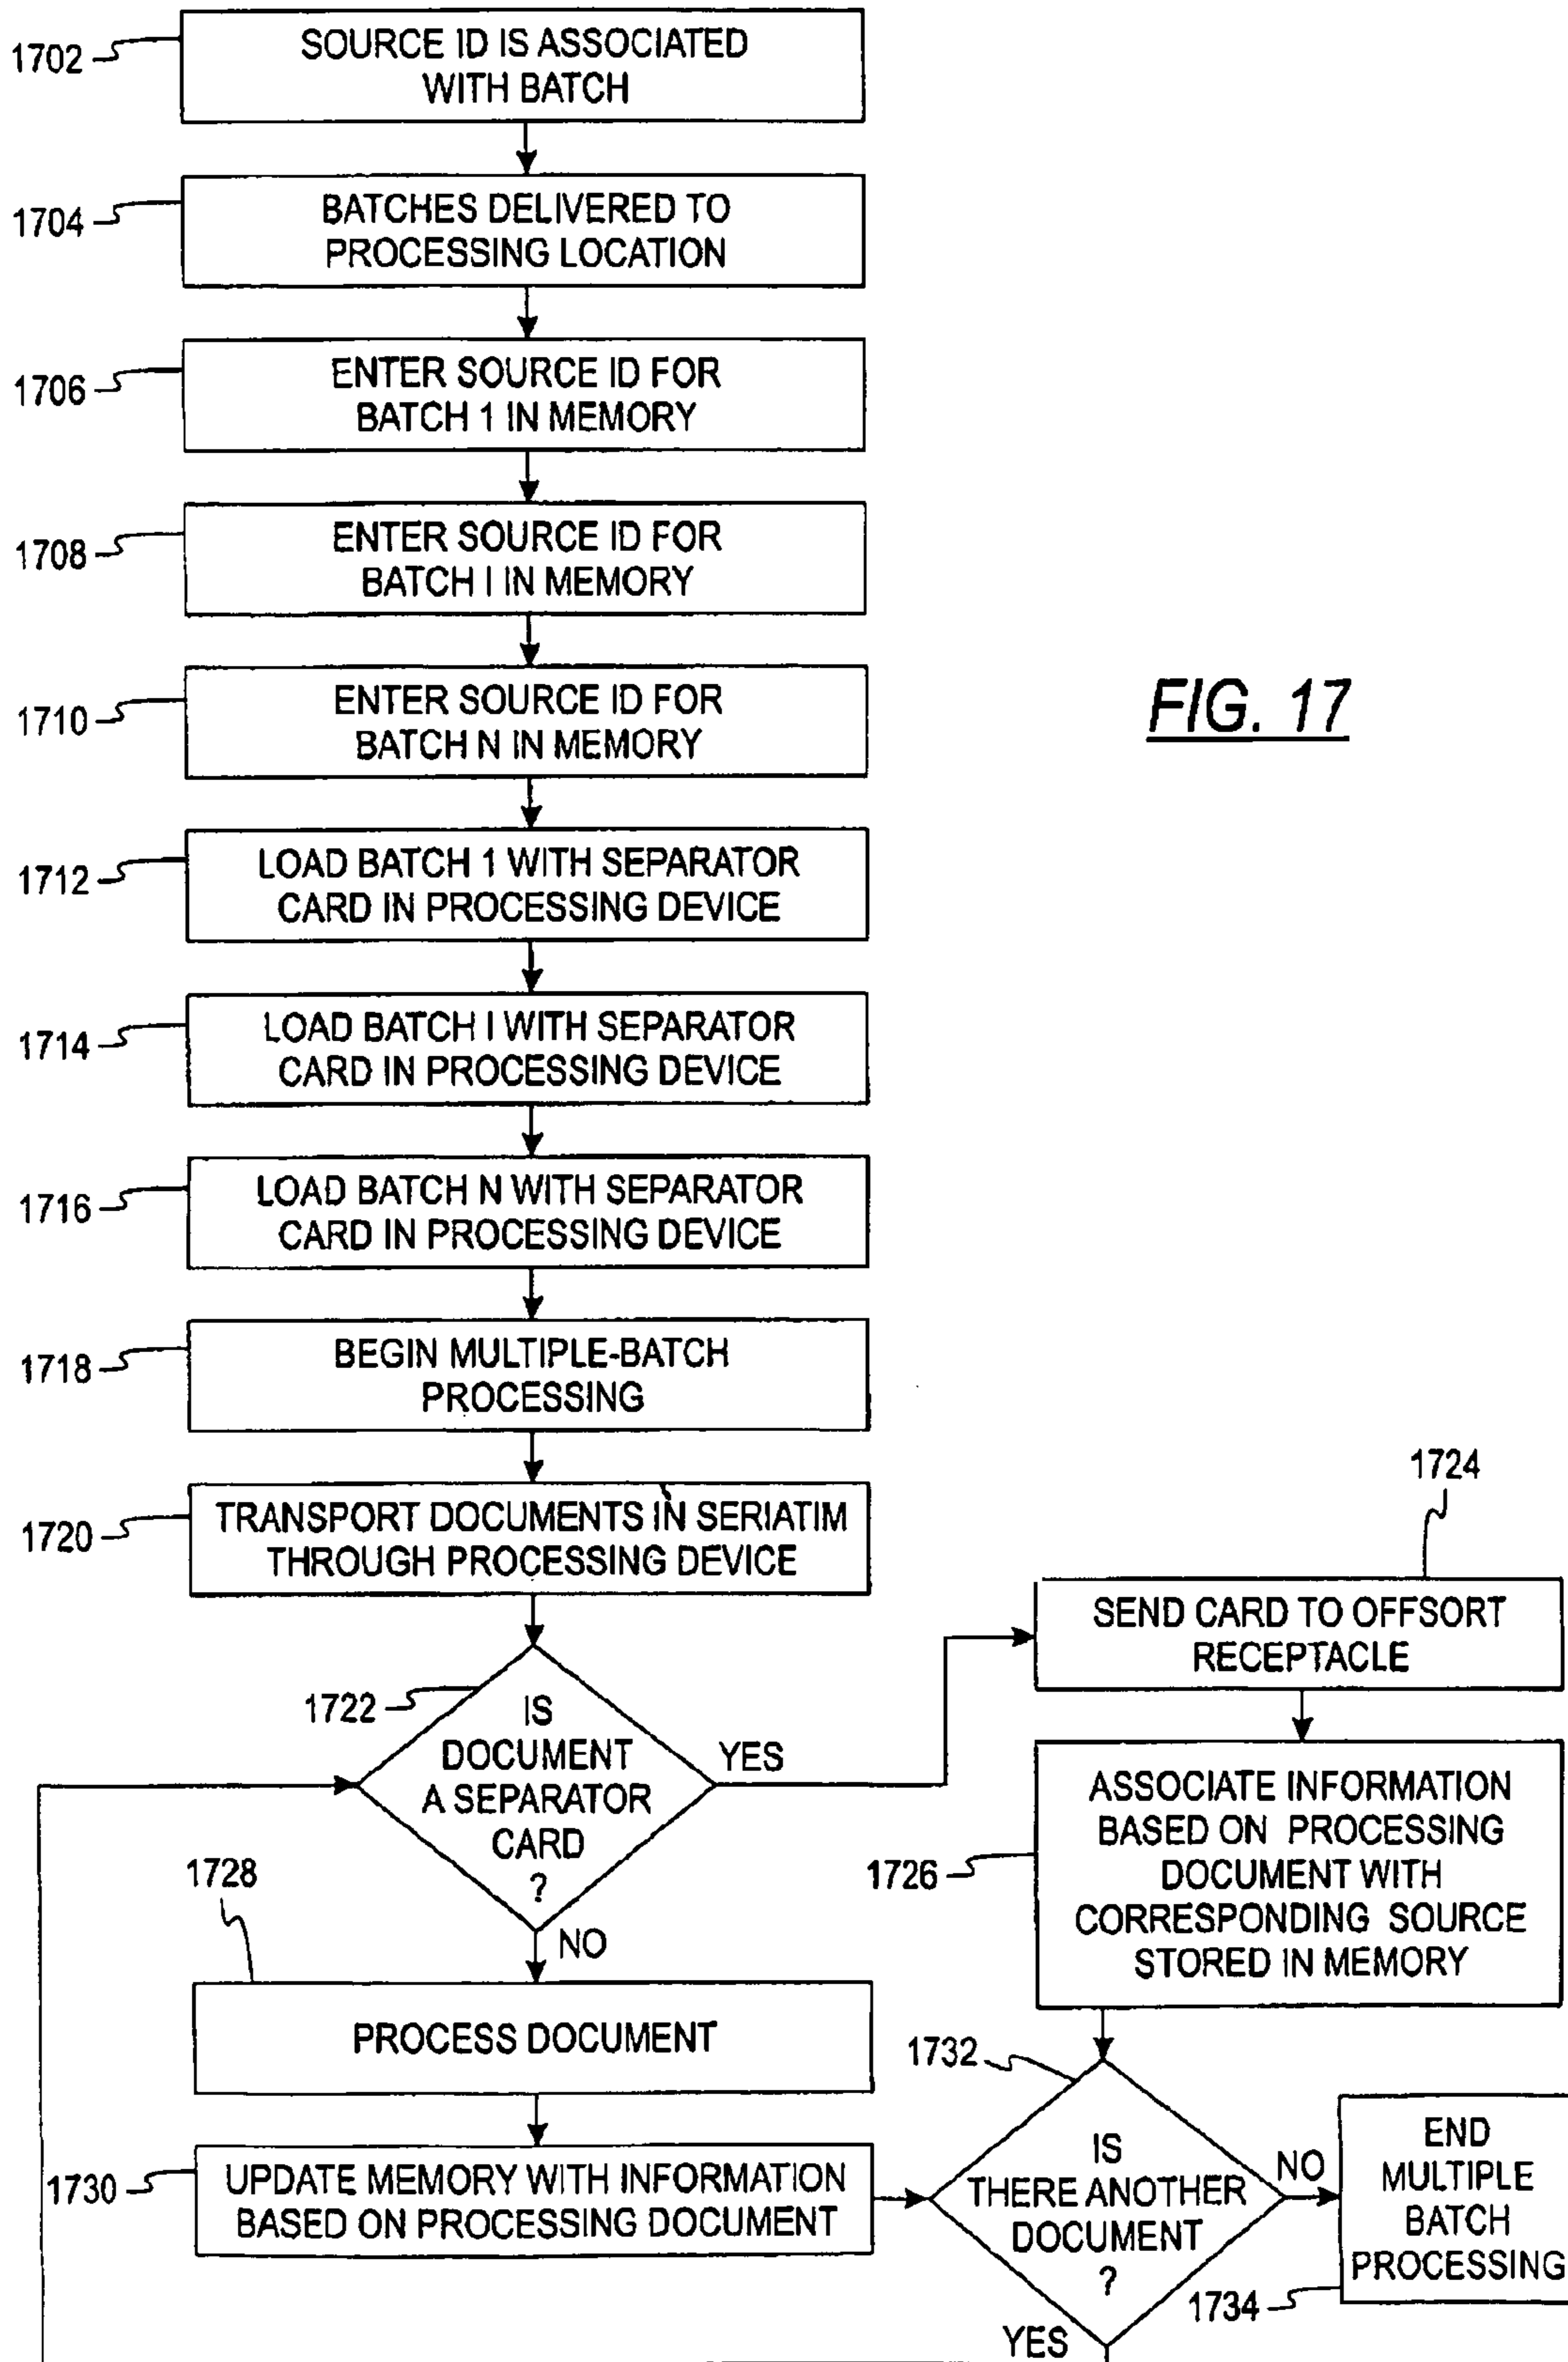 1702
SOURCE ID IS ASSOCIATED
WITH BATCH
1704
BATCHES DELIVERED TO
PROCESSING LOCATION
1706
ENTER SOURCE ID FOR
BATCH 1 IN MEMORY
1708
ENTER SOURCE ID FOR
BATCH I IN MEMORY
1710
ENTER SOURCE ID FOR
BATCH N IN MEMORY
FIG. 17
1712
LOAD BATCH 1 WITH SEPARATOR
CARD IN PROCESSING DEVICE
1714
LOAD BATCH I WITH SEPARATOR
CARD IN PROCESSING DEVICE
1716
LOAD BATCH N WITH SEPARATOR
CARD IN PROCESSING DEVICE
1718
BEGIN MULTIPLE-BATCH
PROCESSING
1720
TRANSPORT DOCUMENTS IN SERIATIM
THROUGH PROCESSING DEVICE
1722
IS
DOCUMENT
A SEPARATOR
CARD
?
YES
NO
1724
SEND CARD TO OFFSORT
RECEPTACLE
1726
ASSOCIATE INFORMATION
BASED ON PROCESSING
DOCUMENT WITH
CORRESPONDING SOURCE
STORED IN MEMORY
1728
PROCESS DOCUMENT
1730
UPDATE MEMORY WITH INFORMATION
BASED ON PROCESSING DOCUMENT
1732
IS
THERE ANOTHER
DOCUMENT
?
NO
YES
END
MULTIPLE
BATCH
PROCESSING
1734